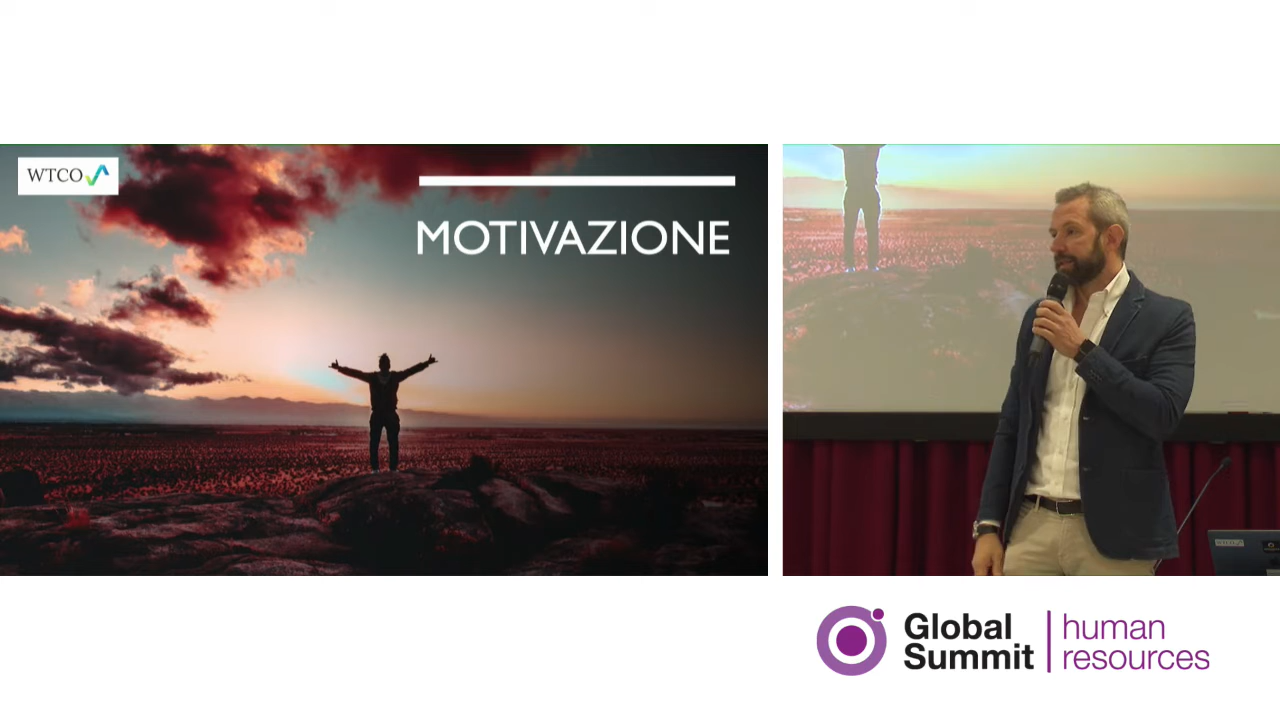 WTCO
MOTIVAZIONE
Global
Summit
human
resources